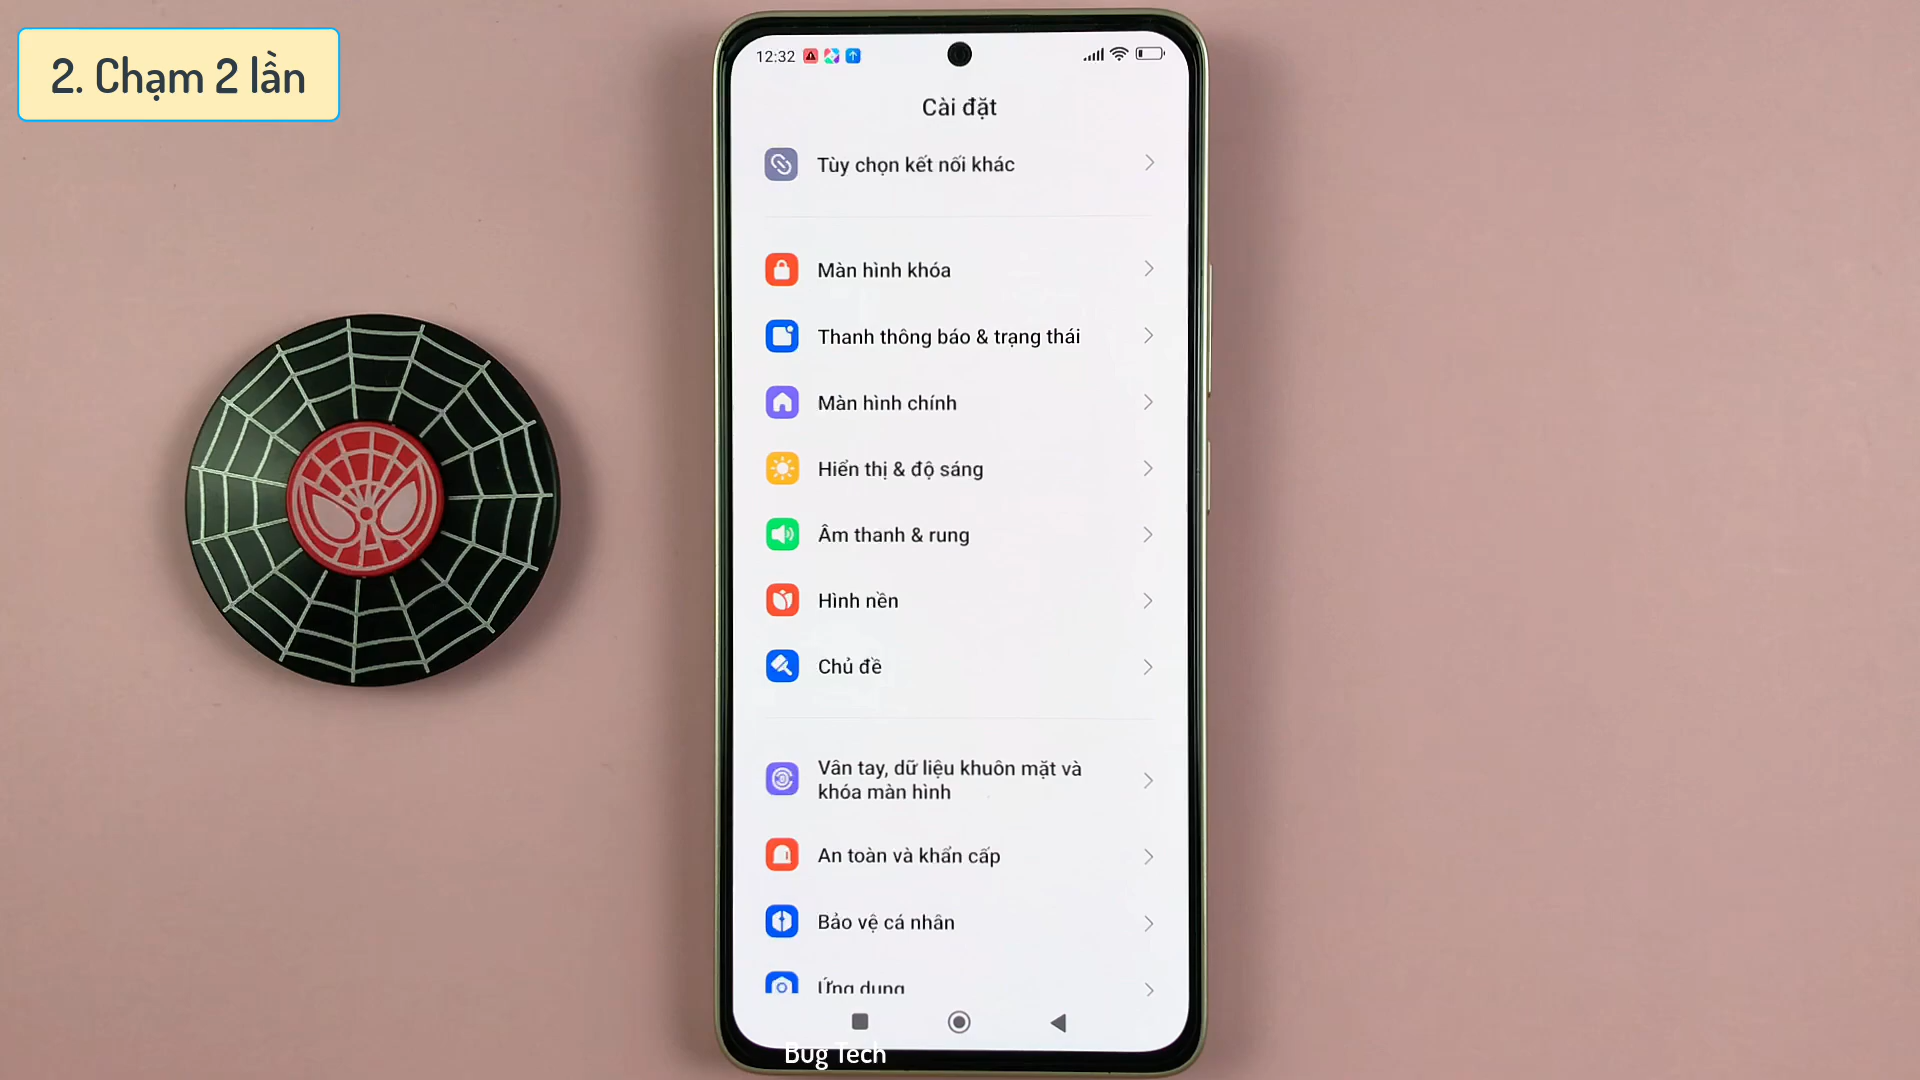 2. Chạm 2 lần
12:32
Cài đặt
Tùy chọn kết nối khác
Màn hình khóa
Thanh thông báo & trạng thái
Màn hình chính
Hiển thị & độ sáng
Âm thanh & rung
Hình nền
Chủ đề
Vân tay, dữ liệu khuôn mặt và
khóa màn hình
An toàn và khẩn cấp
Bảo vệ cá nhân
Ứng dụng
Bug Tech